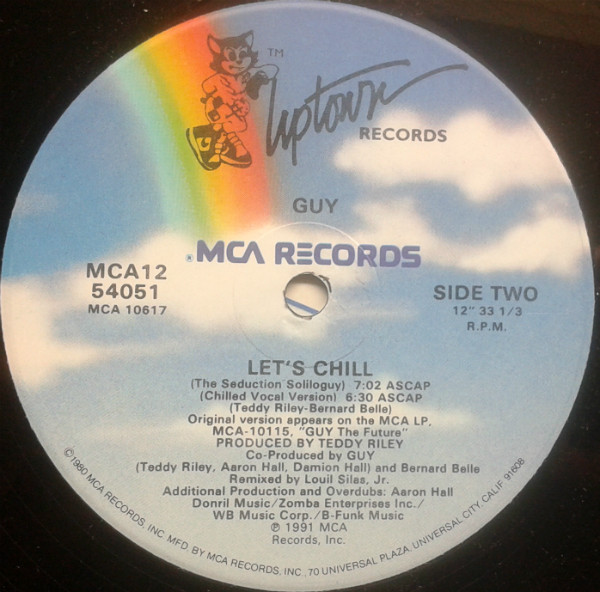 TM
Uptown
RECORDS
GUY
® MCA RECORDS
MCA12
54051
MCA 10617
SIDE TWO
12" 33 1/3
R.P.M.
LET'S CHILL
(The Seduction Soliloguy) 7:02 ASCAP
(Chilled Vocal Version) 6:30 ASCAP
(Teddy Riley-Bernard Belle)
Original version appears on the MCA LP.
MCA-10115, "GUY The Future"
PRODUCED BY TEDDY RILEY
Co-Produced by GUY
(Teddy Riley, Aaron Hall, Damion Hall) and Bernard Belle
Remixed by Louil Silas, Jr.
Additional Production and Overdubs: Aaron Hall
Donril Music/Zomba Enterprises Inc./
WB Music Corp./B-Funk Music
℗ 1991 MCA
Records, Inc.
©1980 MCA RECORDS, INC. MFD. BY MCA RECORDS, INC., 70 UNIVERSAL PLAZA, UNIVERSAL CITY, CALIF. 91608